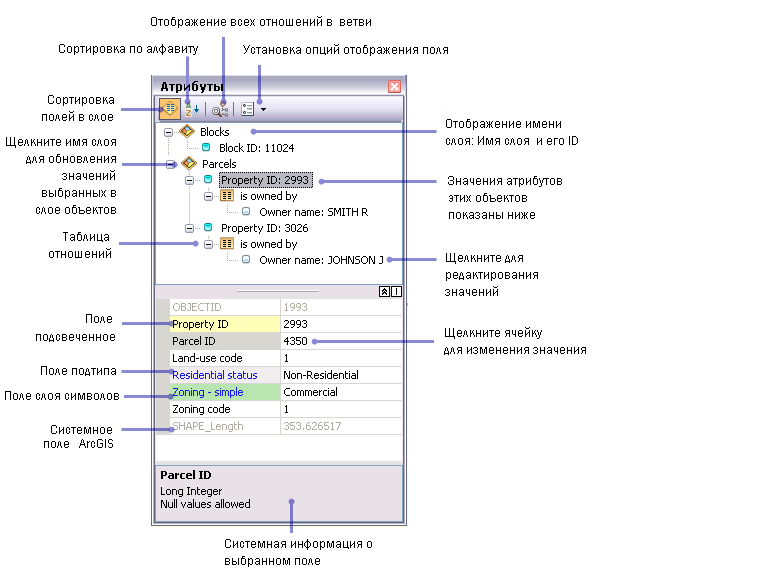 Отображение всех отношений в ветви
Сортировка по алфавиту
Установка опций отображения поля
Атрибуты
Сортировка
полей в слое
Щелкните имя слоя
для обновления
значений
выбранных в
слое объектов
Таблица
отношений
Blocks
Block ID: 11024
Parcels
Property ID: 2993
is owned by
Owner name: SMITH R
Property ID: 3026
is owned by
Owner name: JOHNSON J
Отображение имени
слоя: Имя слоя и его ID
Значения атрибутов
этих объектов
показаны ниже
Щелкните для
редактирования
значений
OBJECTID 1993
Property ID 2993
Parcel ID 4350
Land-use code 1
Residential status Non-Residential
Zoning - simple Commercial
Zoning code 1
SHAPE_Length 353.626517
Поле
подсвеченное
Поле подтипа
Поле слоя символов
Системное
поле ArcGIS
Щелкните ячейку
для изменения значения
Parcel ID
Long Integer
Null values allowed
Системная информация о
выбранном поле